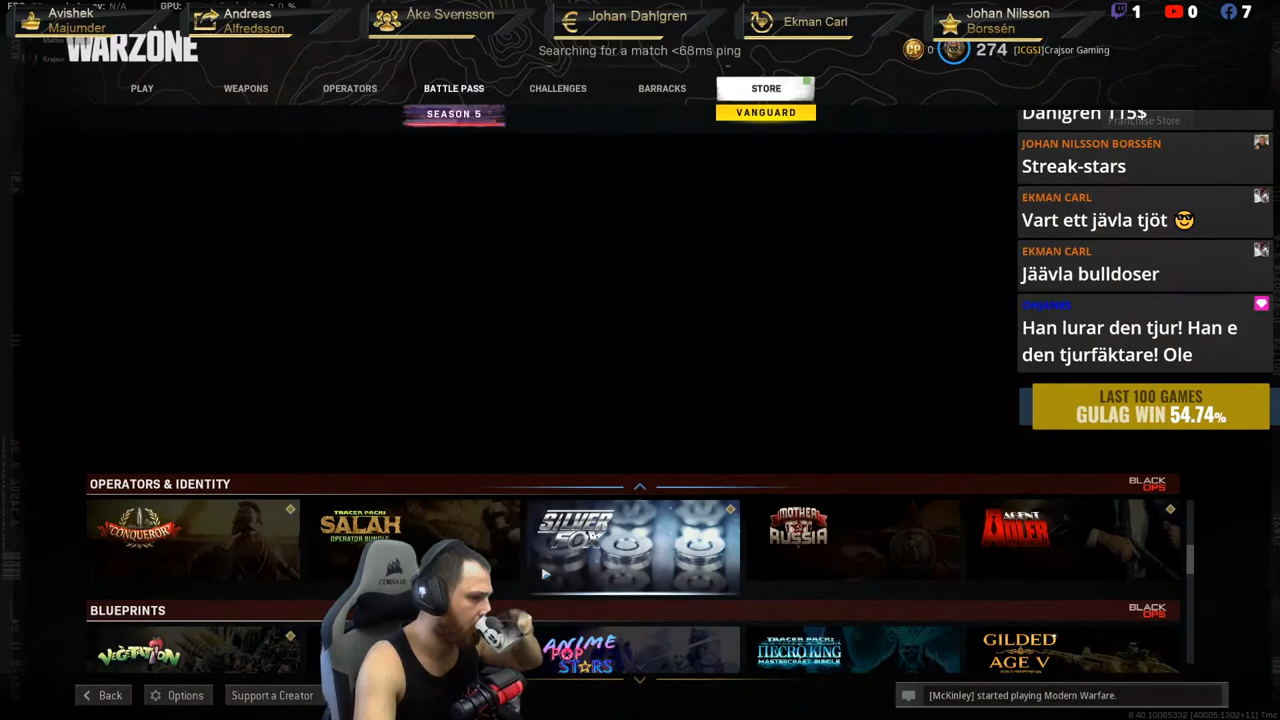 Avishek
Majumder
Andreas
Alfredsson
Åke Svensson
Johan Dahlgren
Ekman Carl
Johan Nilsson
Borssén
1
0
7
WARZONE
Searching for a match <68ms ping
0
274
[ICGS]Crajsor Gaming
PLAY
WEAPONS
OPERATORS
BATTLE PASS
CHALLENGES
BARRACKS
STORE
SEASON 5
VANGUARD
Dahlgren 115$
Franchise Store
JOHAN NILSSON BORSSÉN
Streak-stars
EKMAN CARL
Vart ett jävla tjöt 😎
EKMAN CARL
Jäävla bulldoser
Han lurar den tjur! Han e
den tjurfäktare! Ole
LAST 100 GAMES
GULAG WIN 54.74%
OPERATORS & IDENTITY
BLACK OPS
CONQUEROR
TRACER PACK:
SALAH
OPERATOR BUNDLE
SILVER
FOX
MOTHER
RUSSIA
AGENT
ADLER
BLUEPRINTS
BLACK OPS
VEGETATION
ANIME
POP
STARS
TRACER PACK:
NECRO KING
MASTERCRAFT BUNDLE
GILDED
AGE V
CORSAIR
Back
Options
Support a Creator
[McKinley] started playing Modern Warfare.